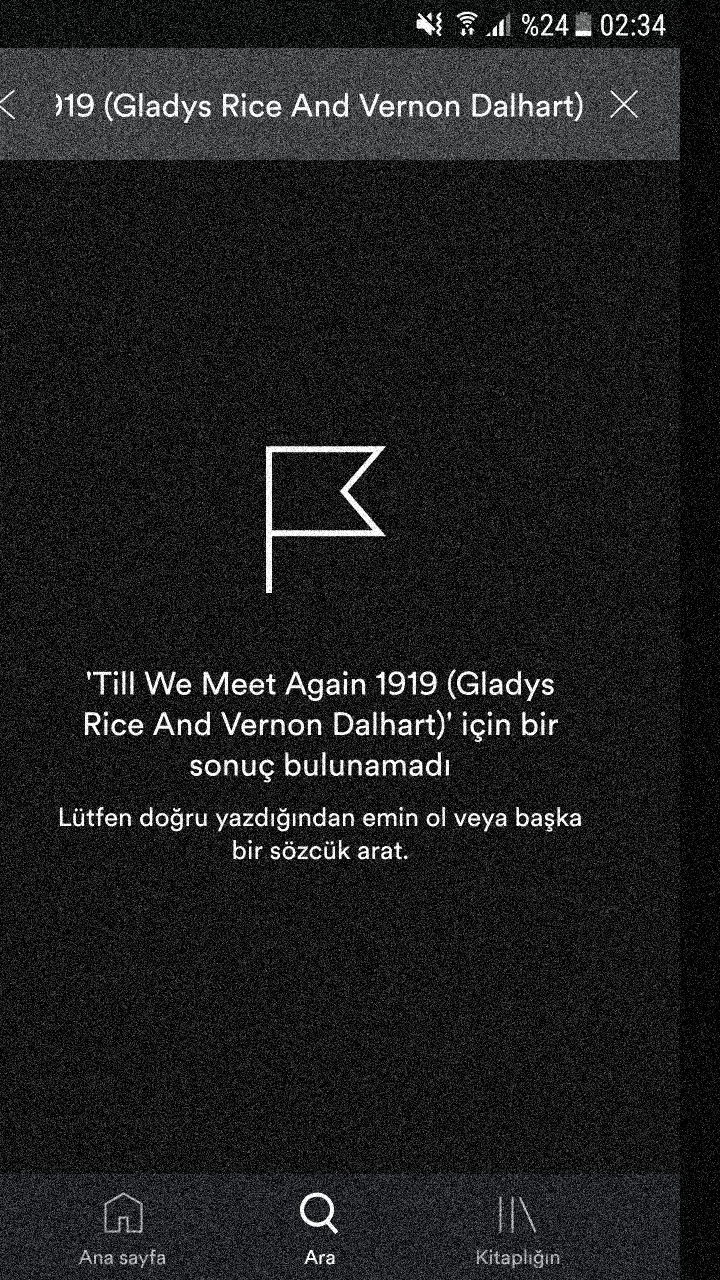 %24 02:34
19 (Gladys Rice And Vernon Dalhart)
'Till We Meet Again 1919 (Gladys
Rice And Vernon Dalhart)' için bir
sonuç bulunamadı
Lütfen doğru yazdığından emin ol veya başka
bir sözcük arat.
Ana sayfa
Ara
Kitaplığın